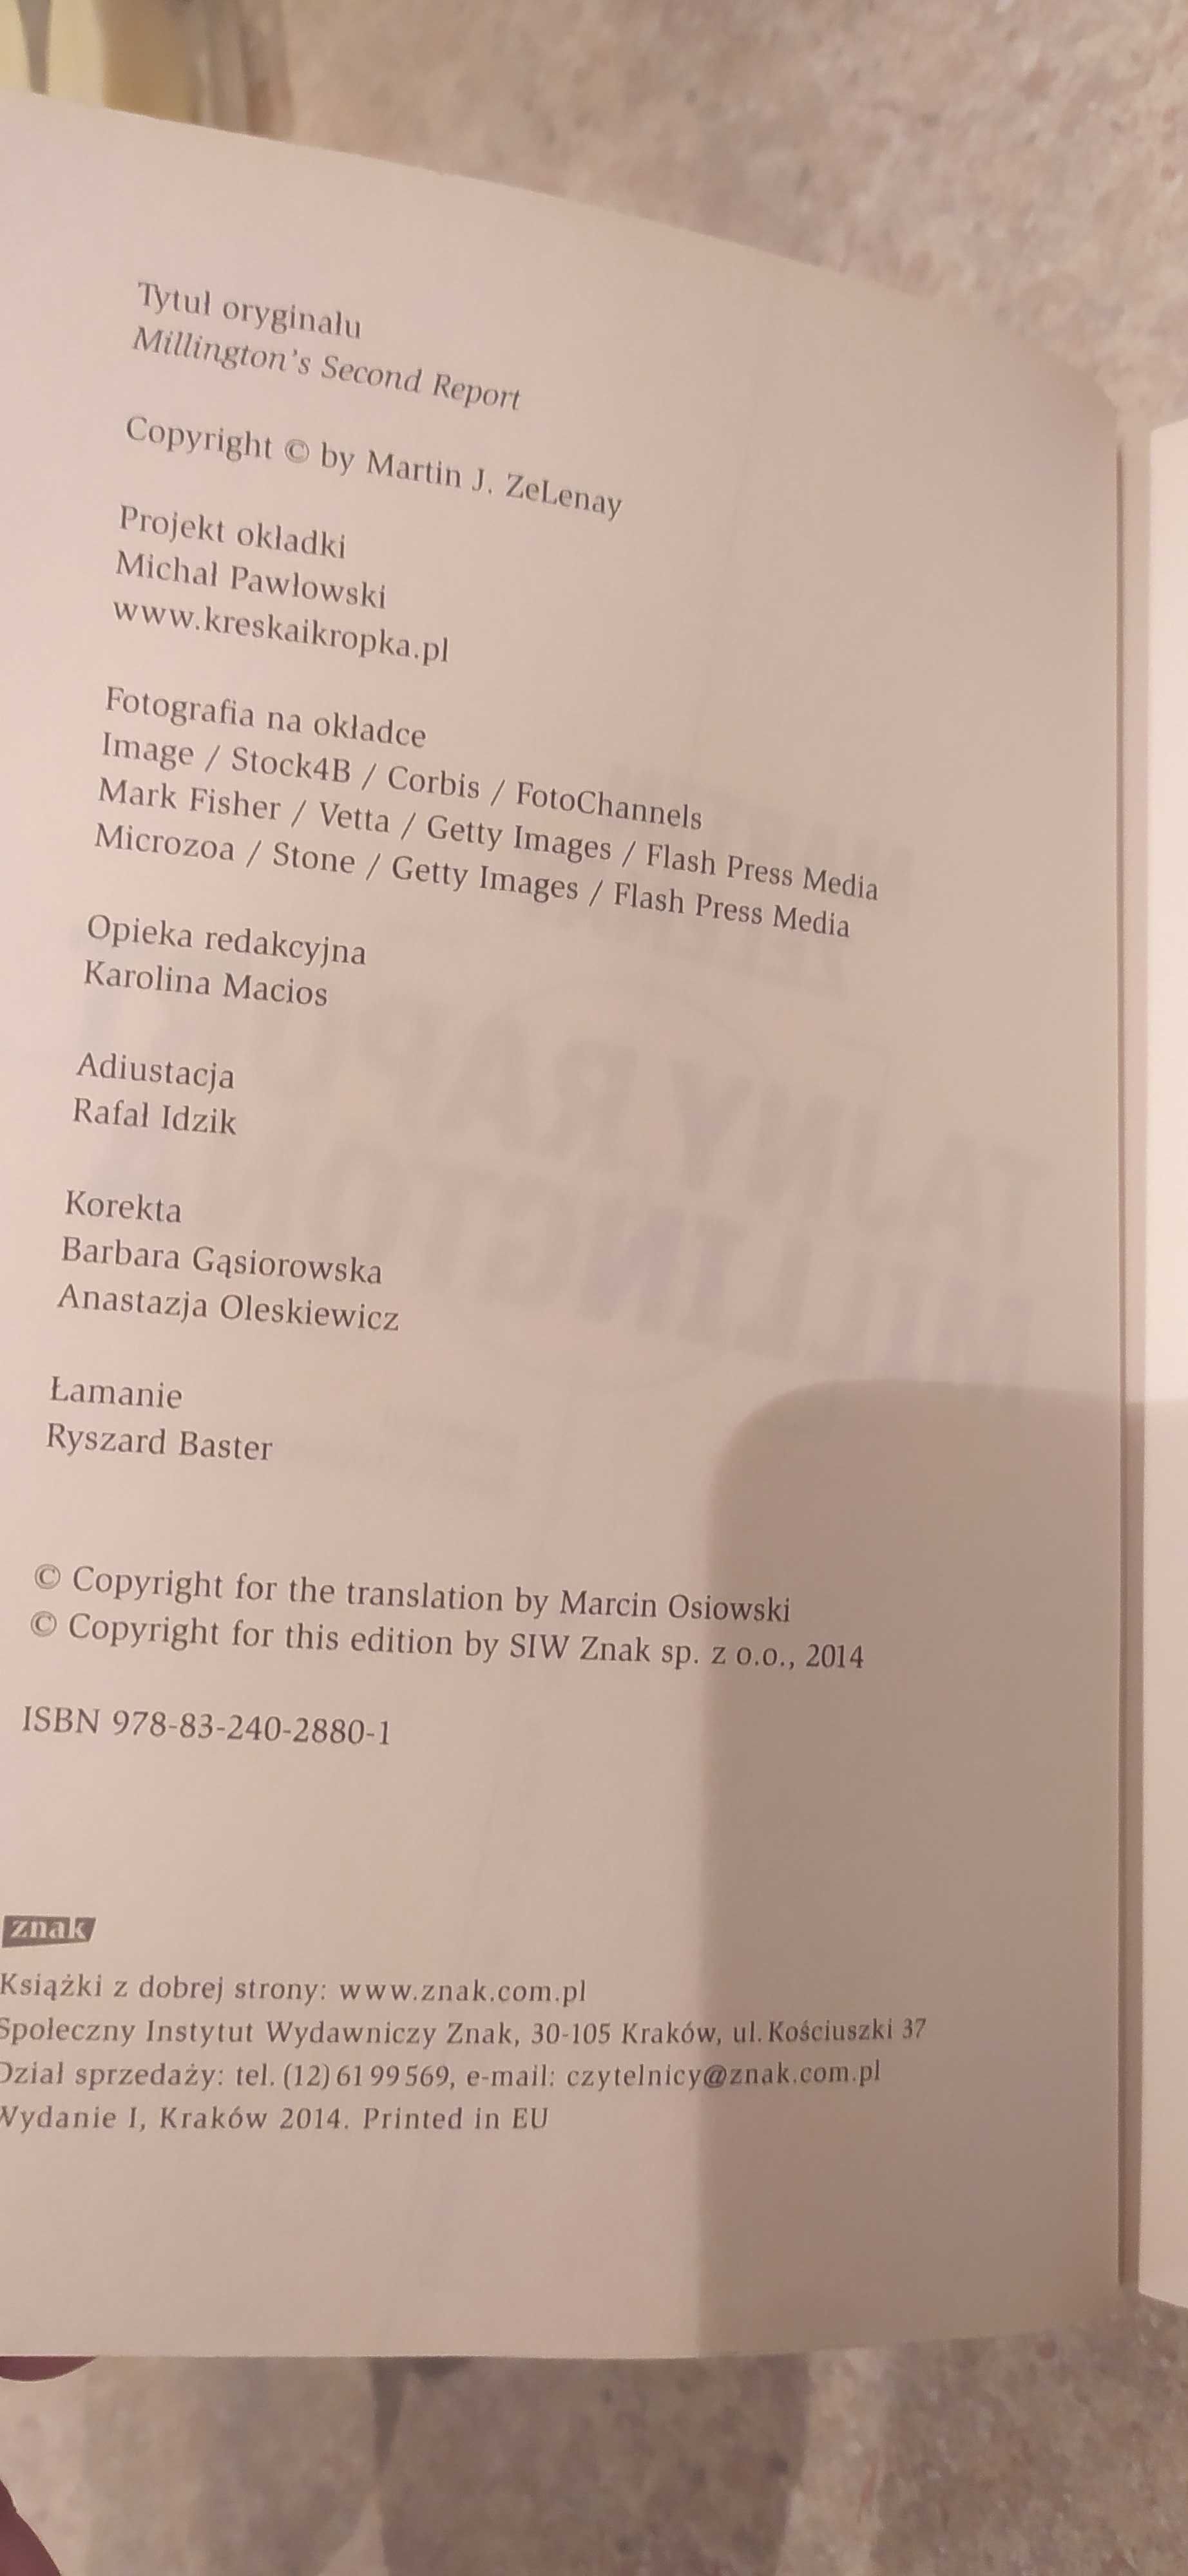 Tytuł oryginału
Millington's Second Report
Copyright © by Martin J. ZeLenay
Projekt okładki
Michał Pawłowski
www.kreskaikropka.pl
Fotografia na okładce
Image / Stock4B / Corbis / FotoChannels
Mark Fisher / Vetta / Getty Images / Flash Press Media
Microzoa / Stone / Getty Images / Flash Press Media
Opieka redakcyjna
Karolina Macios
Adiustacja
Rafał Idzik
Korekta
Barbara Gąsiorowska
Anastazja Oleskiewicz
Łamanie
Ryszard Baster
© Copyright for the translation by Marcin Osiowski
© Copyright for this edition by SIW Znak sp. z o.o., 2014
ISBN 978-83-240-2880-1
znak
Książki z dobrej strony: www.znak.com.pl
Społeczny Instytut Wydawniczy Znak, 30-105 Kraków, ul. Kościuszki 37
Dział sprzedaży: tel. (12) 61 99 569, e-mail: czytelnicy@znak.com.pl
Wydanie I, Kraków 2014. Printed in EU